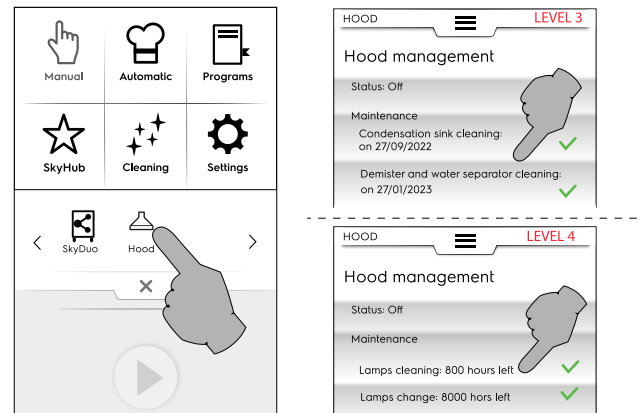 Manual
Automatic
Programs
SkyHub
Cleaning
Settings
SkyDuo
Hood
HOOD
LEVEL 3
Hood management
Status: Off
Maintenance
Condensation sink cleaning:
on 27/09/2022
Demister and water separator cleaning:
on 27/01/2023
HOOD
LEVEL 4
Hood management
Status: Off
Maintenance
Lamps cleaning: 800 hours left
Lamps change: 8000 hors left